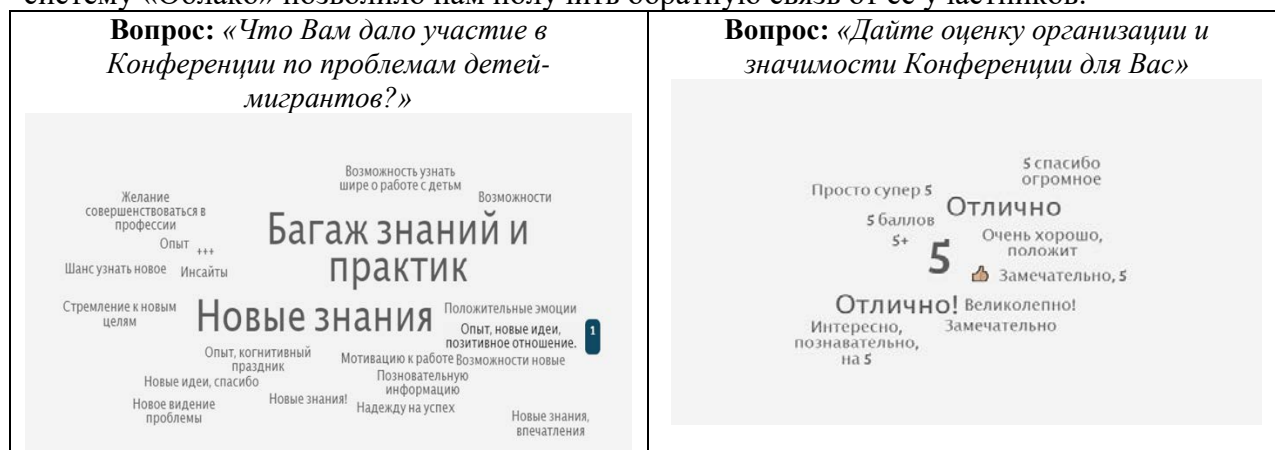 систему «Облако» позволило нам получить обратную связь от ее участников.
Вопрос: «Что Вам дало участие в
Конференции по проблемам детей-
мигрантов?»
Возможность узнать
шире о работе с детьм
Желание
совершенствоваться в
профессии
Возможности
Багаж знаний и
практик
Опыт
+++
Шанс узнать новое
Инсайты
Стремление к новым
целям
Новые знания
Положительные эмоции
Опыт, новые идеи,
позитивное отношение.
1
Опыт, когнитивный
праздник
Мотивацию к работе
Возможности новые
Новые идеи, спасибо
Позновательную
информацию
Новое видение
проблемы
Новые знания!
Надежду на успех
Новые знания,
впечатления
Вопрос: «Дайте оценку организации и
значимости Конференции для Вас»
5 спасибо
огромное
Просто супер 5
Отлично
5 баллов
5+
5
Очень хорошо,
положит
Замечательно, 5
Отлично!
Великолепно!
Интересно,
познавательно,
на 5
Замечательно